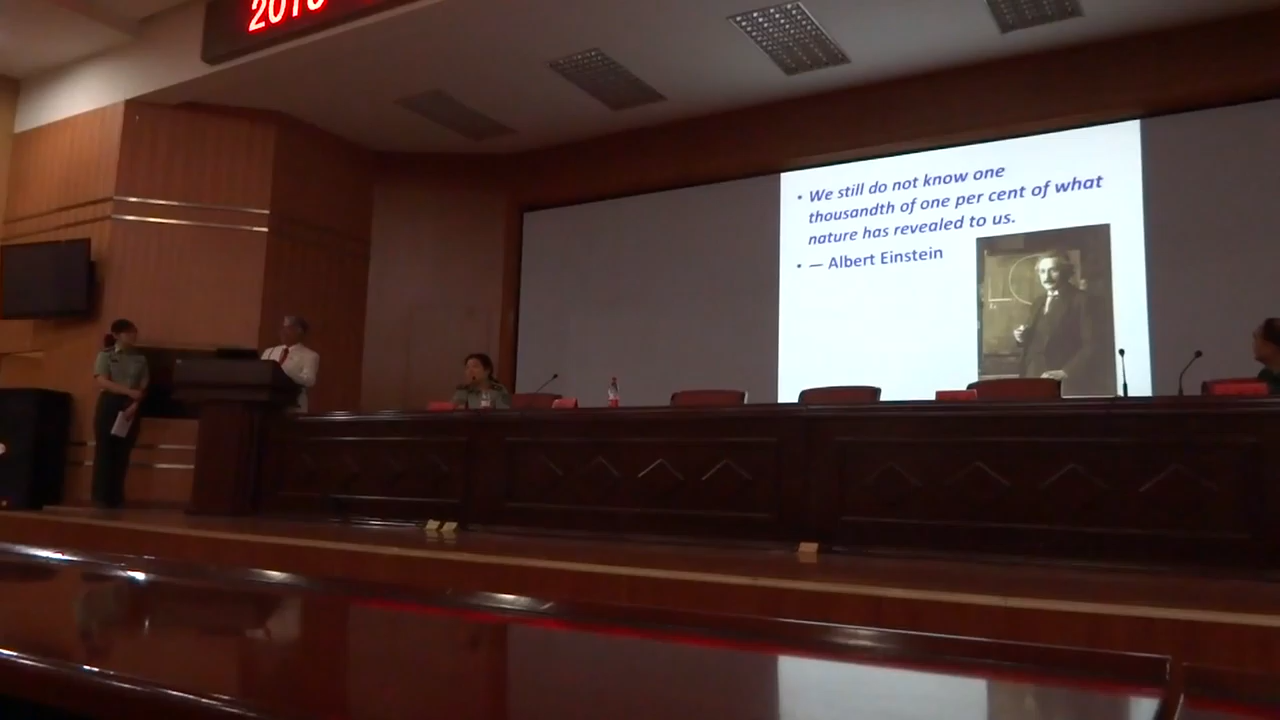 • We still do not know one
thousandth of one per cent of what
nature has revealed to us.
• — Albert Einstein